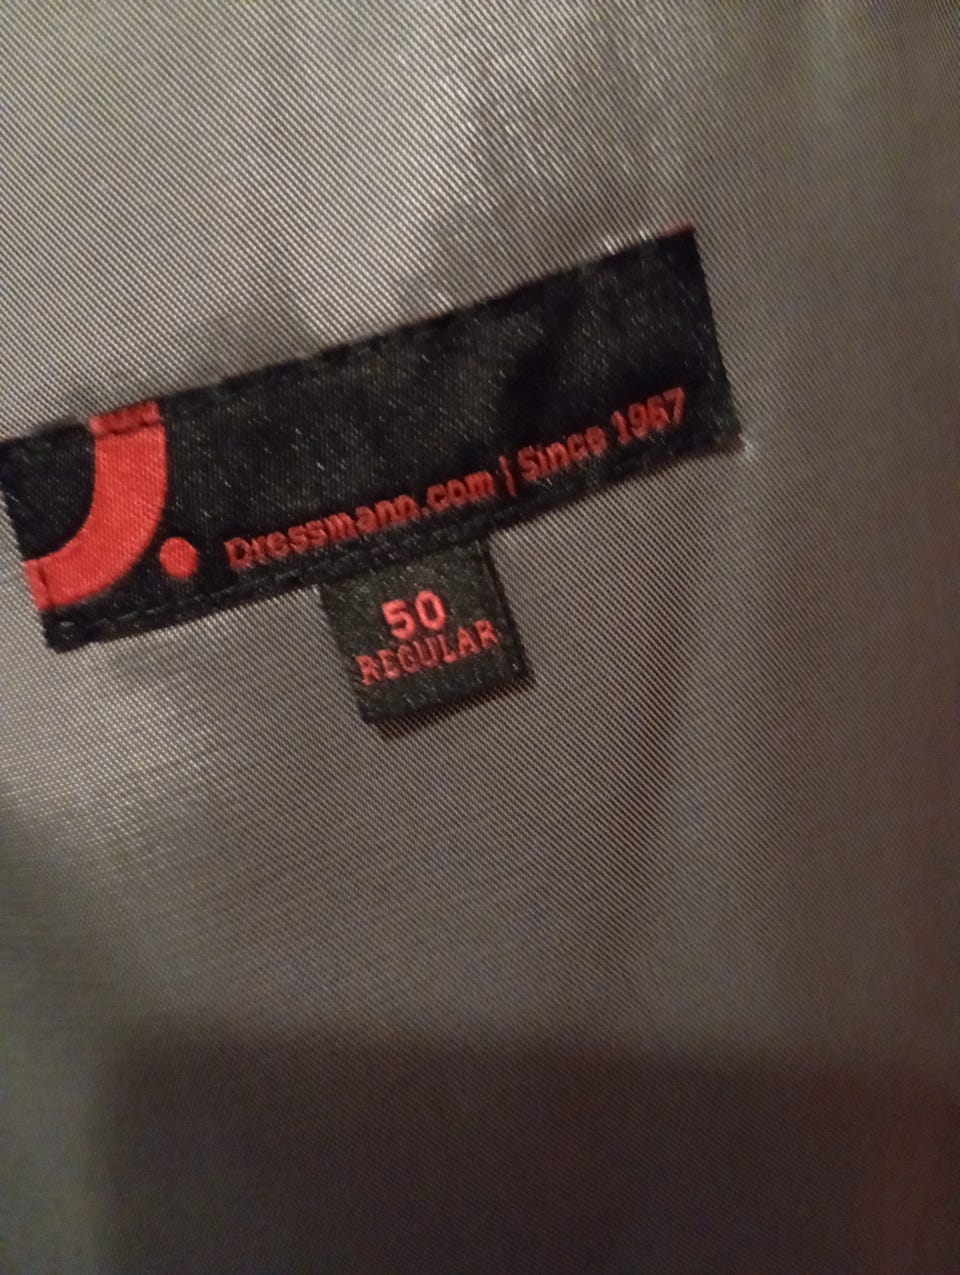 Dressmann.com | Since 1967
50
REGULAR